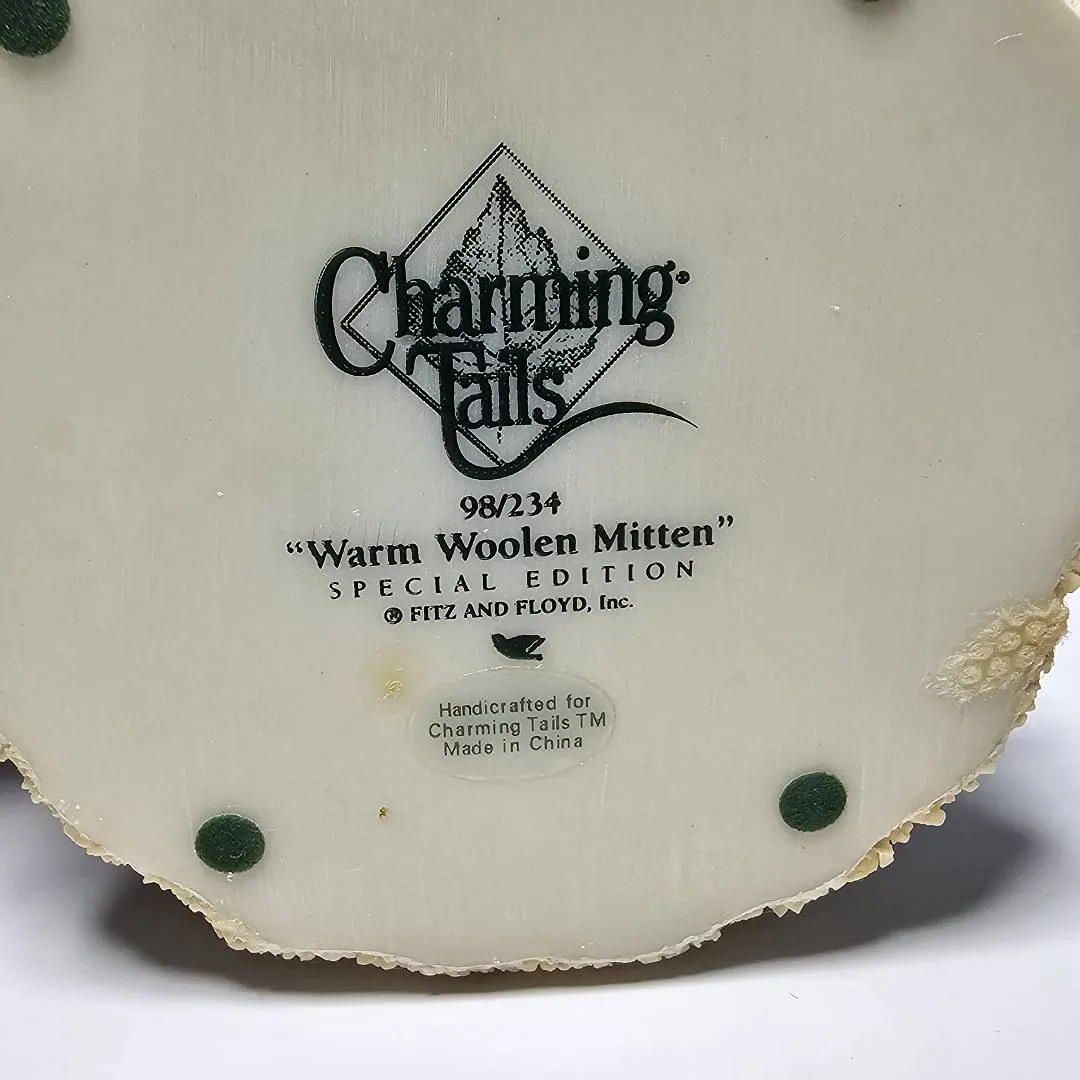 Charming
Tails
98/234
“Warm Woolen Mitten”
SPECIAL EDITION
® FITZ AND FLOYD, Inc.
Handicrafted for
Charming Tails TM
Made in China